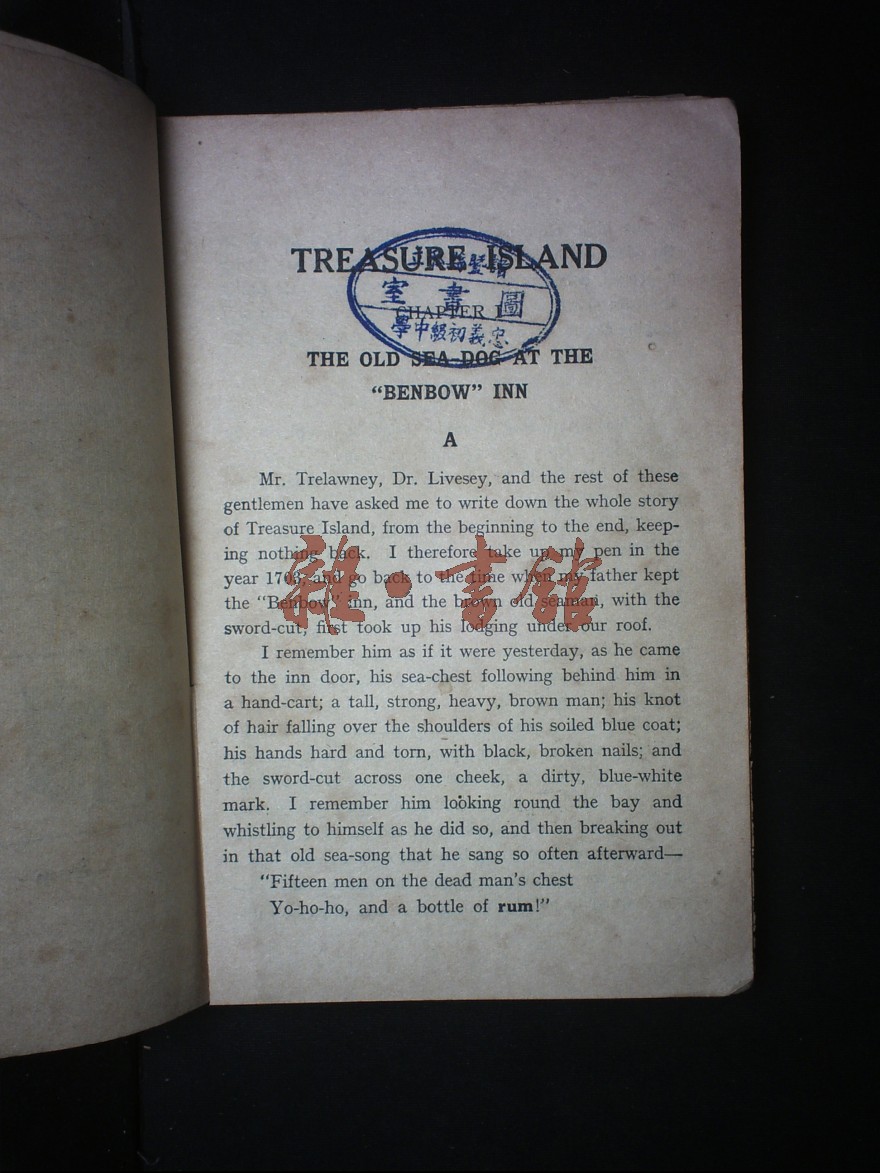 TREASURE ISLAND
圖書室
CHAPTER I
忠義初級中學
THE OLD SEA-DOG AT THE
“BENBOW” INN
A
Mr. Trelawney, Dr. Livesey, and the rest of these
gentlemen have asked me to write down the whole story
of Treasure Island, from the beginning to the end, keep-
ing nothing back. I therefore take up my pen in the
year 1703, and go back to the time when my father kept
the “Benbow” inn, and the brown old seaman, with the
sword-cut, first took up his lodging under our roof.
雜·書館
I remember him as if it were yesterday, as he came
to the inn door, his sea-chest following behind him in
a hand-cart; a tall, strong, heavy, brown man; his knot
of hair falling over the shoulders of his soiled blue coat;
his hands hard and torn, with black, broken nails; and
the sword-cut across one cheek, a dirty, blue-white
mark. I remember him looking round the bay and
whistling to himself as he did so, and then breaking out
in that old sea-song that he sang so often afterward—
“Fifteen men on the dead man's chest
Yo-ho-ho, and a bottle of rum!”